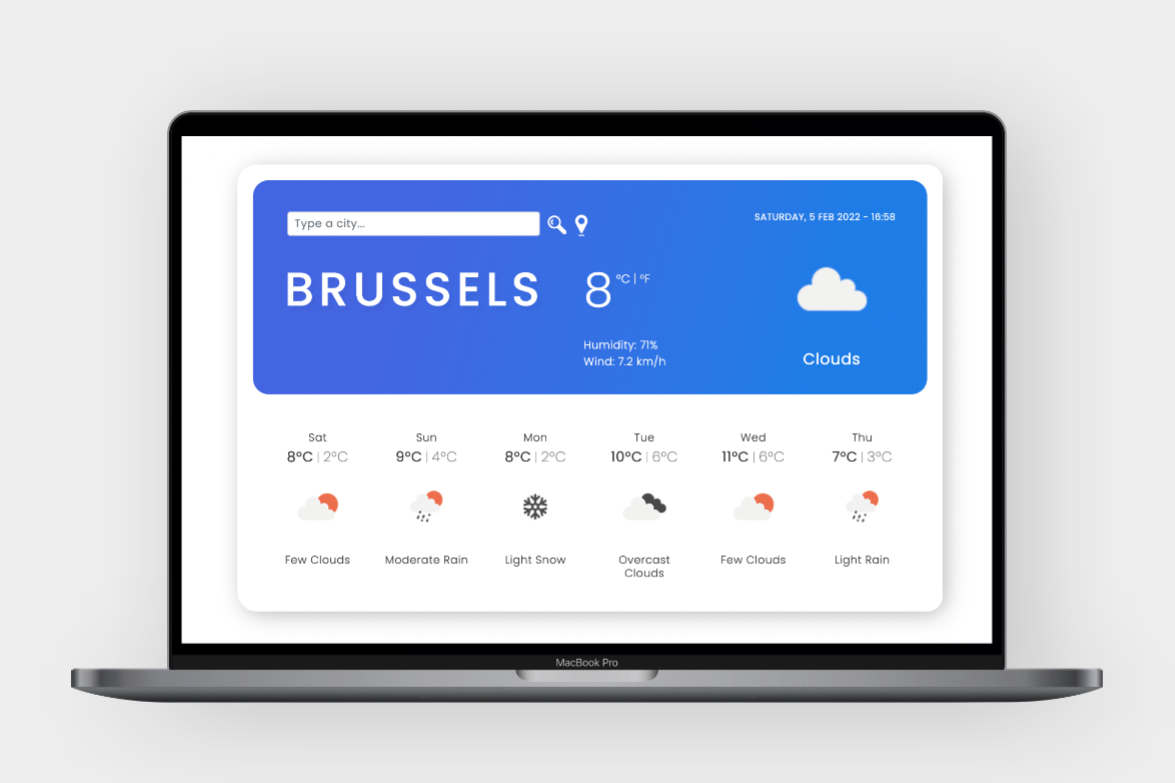 Type a city...
SATURDAY, 5 FEB 2022 - 16:58
BRUSSELS
8 °C | °F
Humidity: 71%
Wind: 7.2 km/h
Clouds
Sat
8°C | 2°C
Few Clouds
Sun
9°C | 4°C
Moderate Rain
Mon
8°C | 2°C
Light Snow
Tue
10°C | 6°C
Overcast
Clouds
Wed
11°C | 6°C
Few Clouds
Thu
7°C | 3°C
Light Rain
MacBook Pro